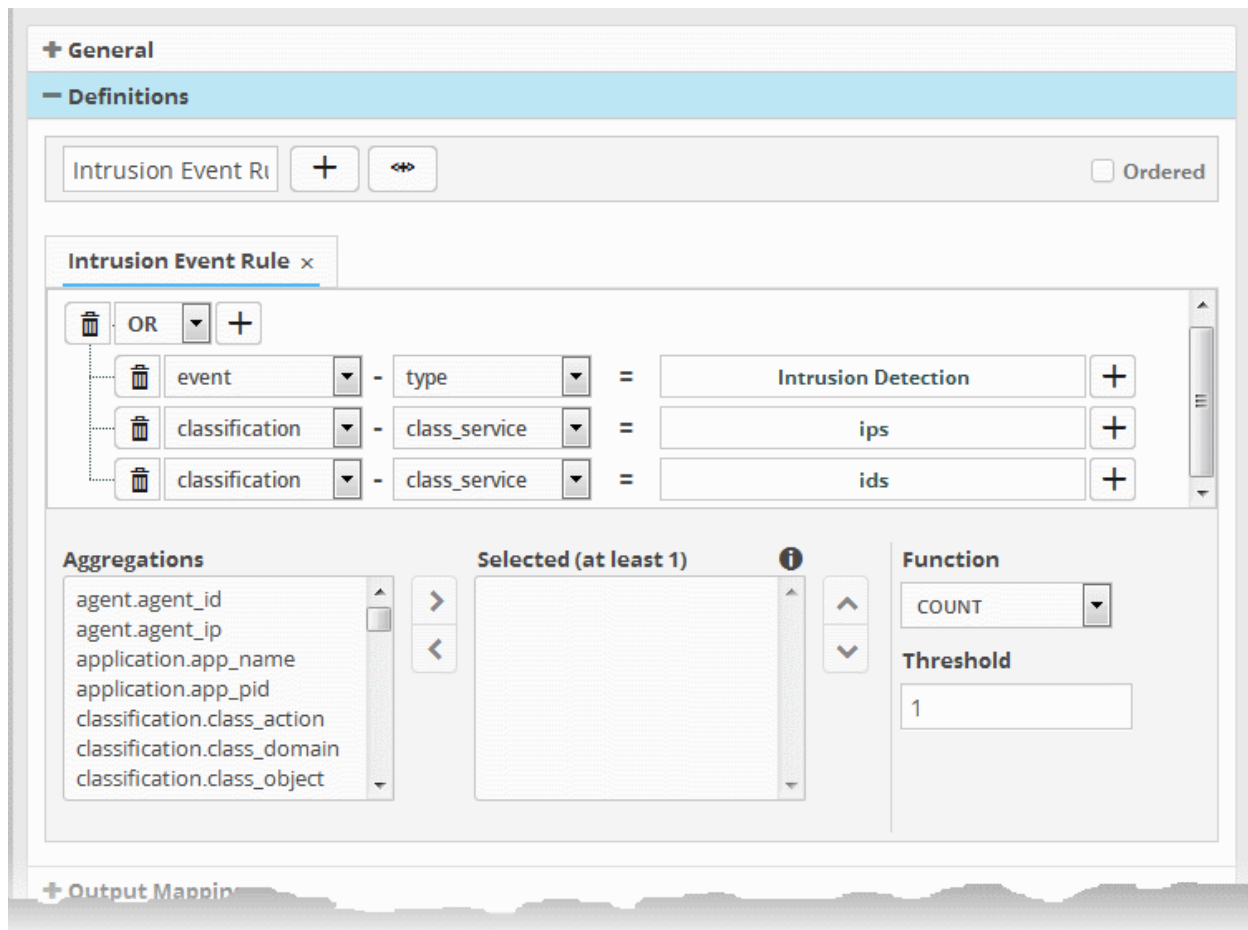 + General
− Definitions
Intrusion Event Ru + <+> Ordered
Intrusion Event Rule ×
OR +
event - type = Intrusion Detection +
classification - class_service = ips +
classification - class_service = ids +
Aggregations Selected (at least 1) i Function
agent.agent_id
agent.agent_ip
application.app_name
application.app_pid
classification.class_action
classification.class_domain
classification.class_object
COUNT
Threshold
1
+ Output Mapping